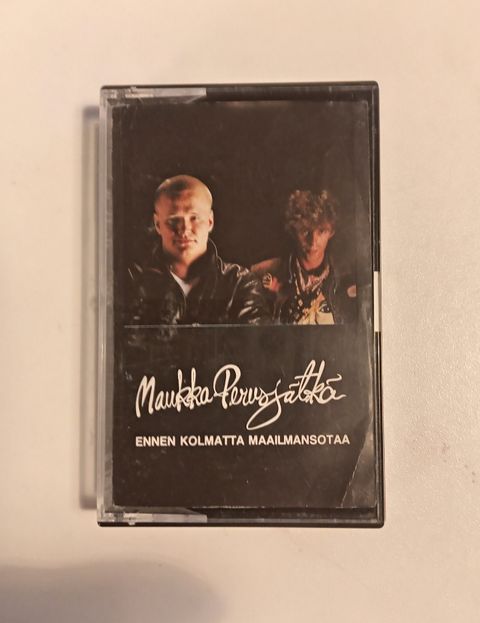 Maukka Perusjätkä
ENNEN KOLMATTA MAAILMANSOTAA